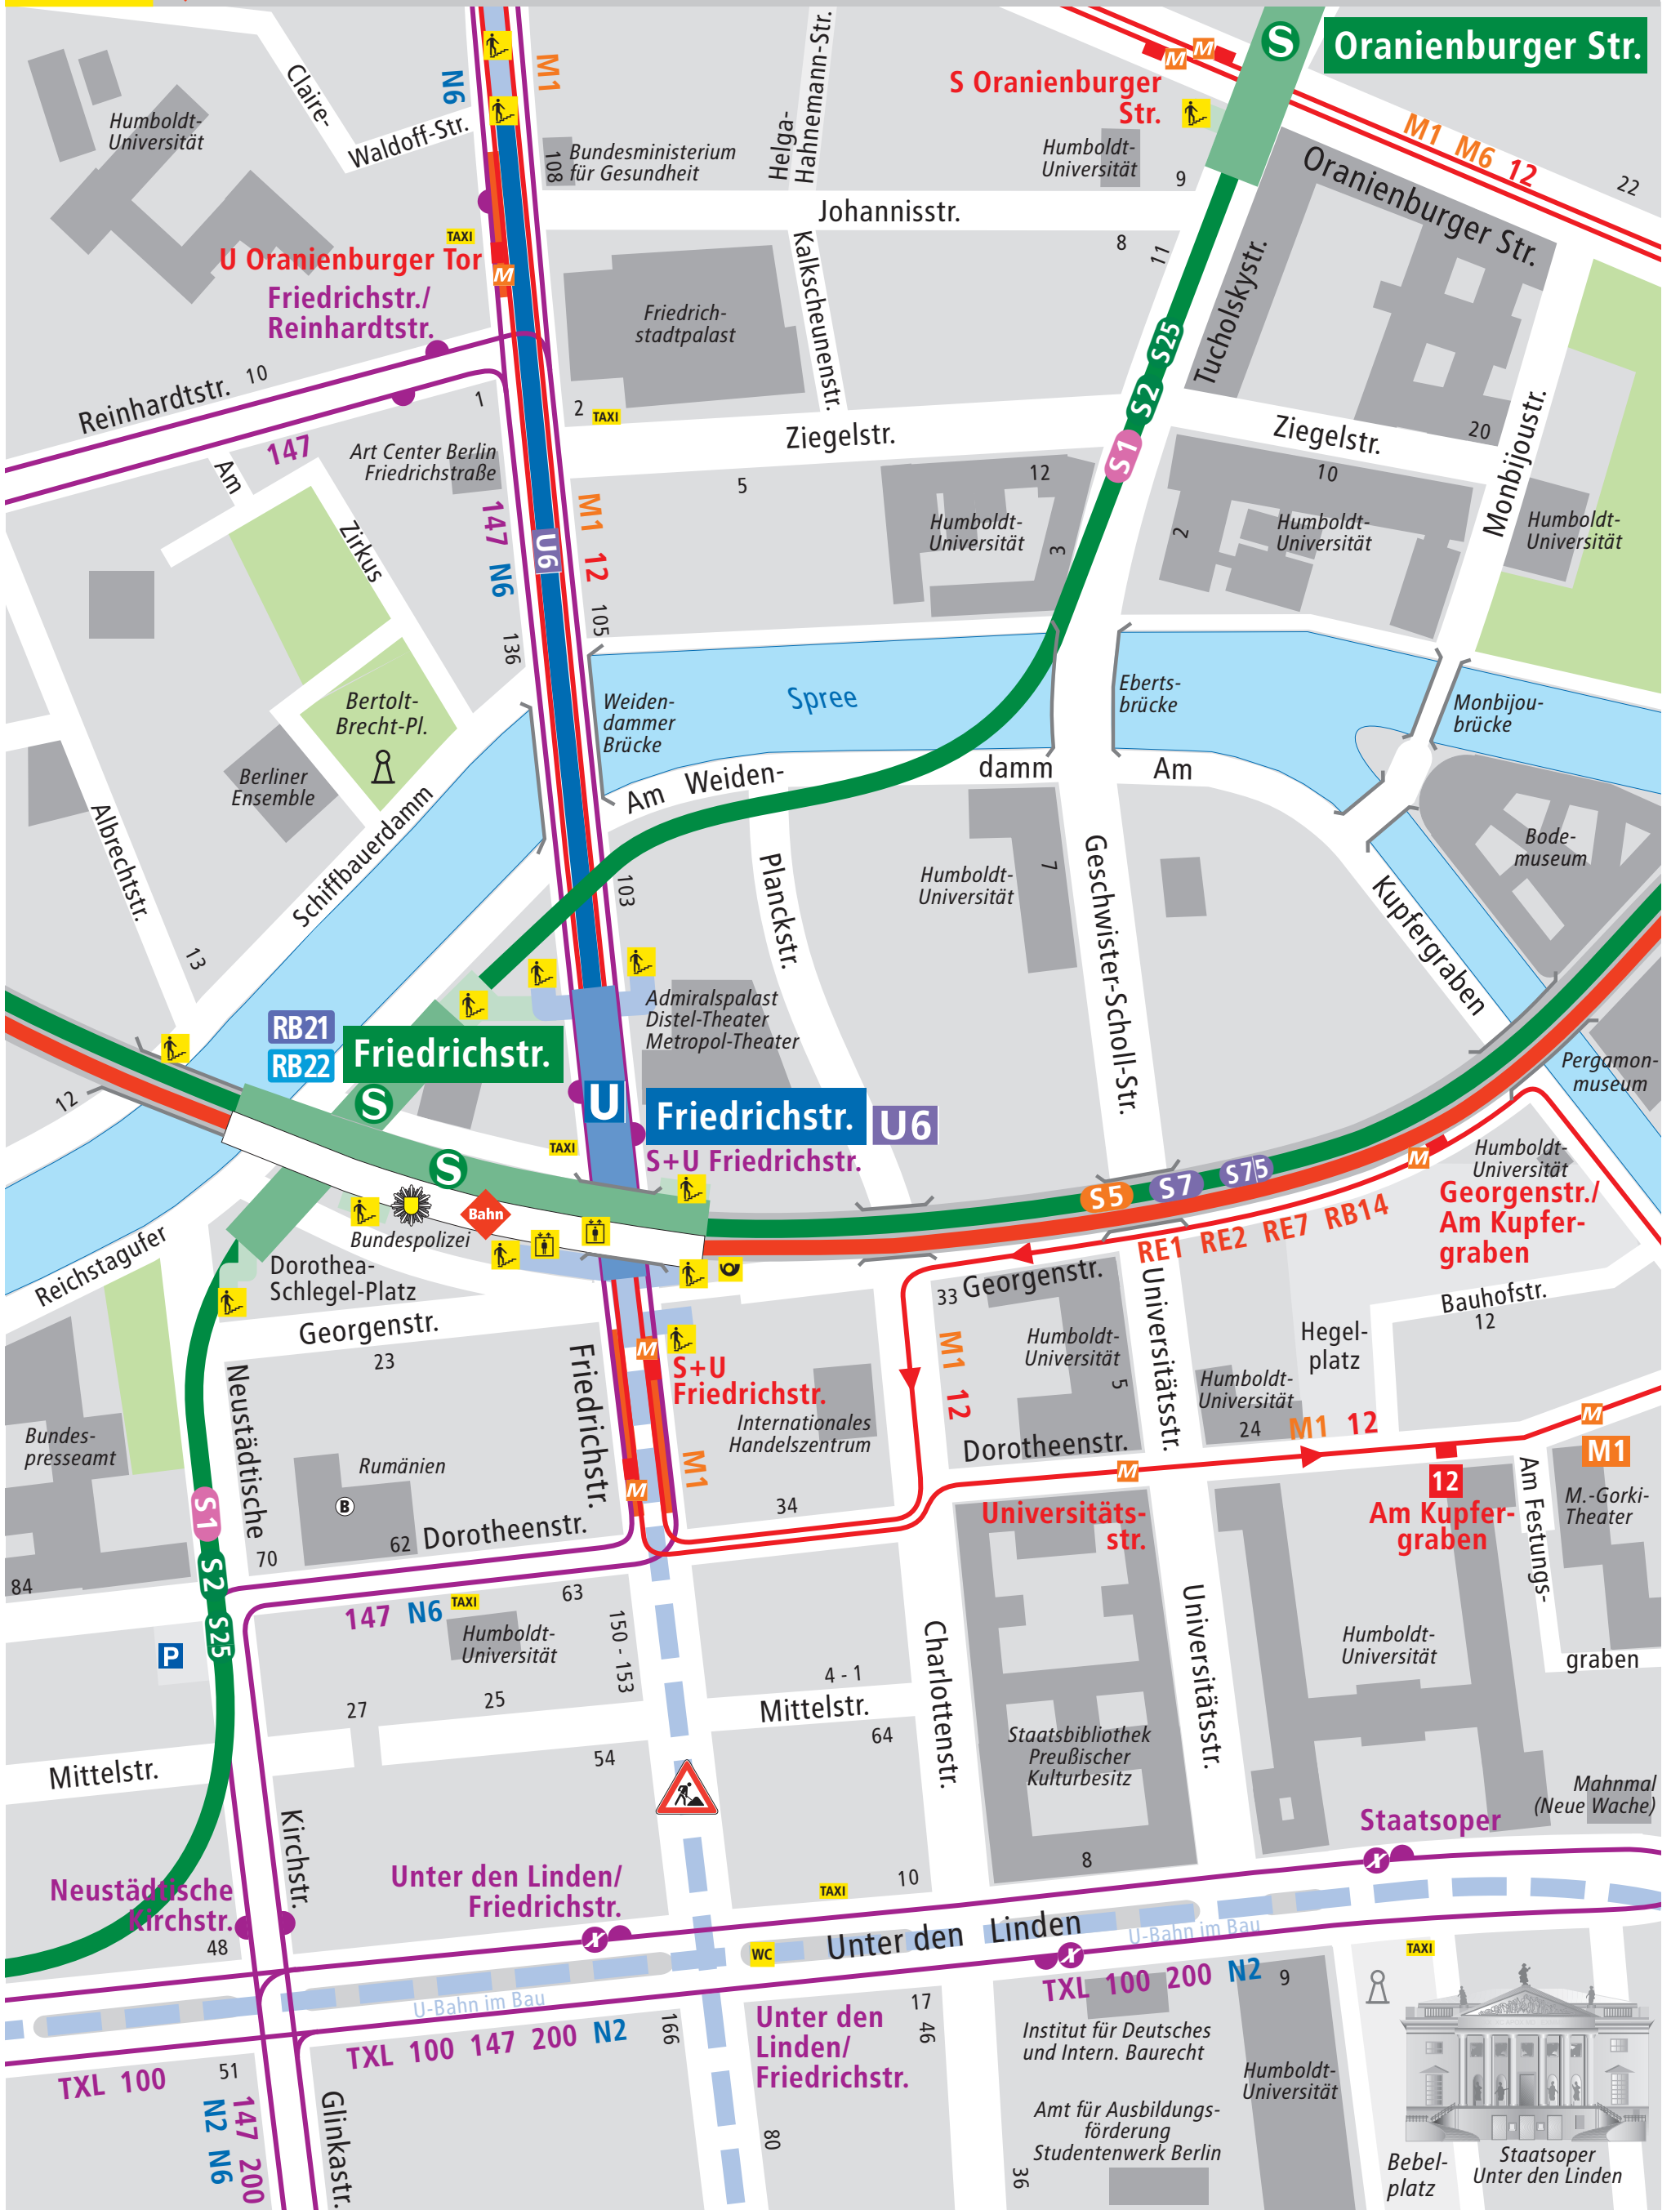 S
Oranienburger Str.
S Oranienburger
Str.
M
M
M1 M6 12
N6
M1
Claire-
Waldoff-Str.
Humboldt-
Universität
108
Bundesministerium
für Gesundheit
Helga-
Hahnemann-Str.
Humboldt-
Universität
9
22
Oranienburger Str.
Johannisstr.
8
11
TAXI
U Oranienburger Tor
M
Friedrichstr./
Reinhardtstr.
Friedrich-
stadtpalast
Kalkscheunenstr.
Tucholskystr.
S1 S2 S25
Reinhardtstr.
10
1
2
TAXI
147
Art Center Berlin
Friedrichstraße
Ziegelstr.
Ziegelstr.
20
Monbijoustr.
5
12
10
Am
Zirkus
147 N6
U6
M1 12
105
136
Humboldt-
Universität
3
2
Humboldt-
Universität
Humboldt-
Universität
Bertolt-
Brecht-Pl.
Berliner
Ensemble
Weiden-
dammer
Brücke
Spree
Eberts-
brücke
Monbijou-
brücke
Am Weiden-
damm
Am
Albrechtstr.
Schiffbauerdamm
13
103
Planckstr.
Humboldt-
Universität
7
Geschwister-Scholl-Str.
Kupfergraben
Bode-
museum
Admiralspalast
Distel-Theater
Metropol-Theater
RB21
RB22
Friedrichstr.
S
12
U
Friedrichstr.
U6
TAXI
S+U Friedrichstr.
S
Pergamon-
museum
M
Humboldt-
Universität
Georgenstr./
Am Kupfer-
graben
S5 S7 S75
RE1 RE2 RE7 RB14
Bahn
Bundespolizei
Reichstagufer
Dorothea-
Schlegel-Platz
Georgenstr.
23
33
Georgenstr.
Bauhofstr.
12
Hegel-
platz
M
S+U
Friedrichstr.
Friedrichstr.
M1 12
Humboldt-
Universität
5
Universitätsstr.
Humboldt-
Universität
24
M1 12
M
M1
Bundes-
presseamt
Neustädtische
Rumänien
B
Internationales
Handelszentrum
M1
M
34
Dorotheenstr.
M
12
Am Kupfer-
graben
Am Festungs-
graben
M.-Gorki-
Theater
Universitäts-
str.
S1 S2 S25
62
Dorotheenstr.
70
84
147 N6
TAXI
63
150 - 153
Humboldt-
Universität
P
27
25
4 - 1
Mittelstr.
64
54
Mittelstr.
Charlottenstr.
Staatsbibliothek
Preußischer
Kulturbesitz
Universitätsstr.
Humboldt-
Universität
Mahnmal
(Neue Wache)
Kirchstr.
Neustädtische
Kirchstr.
48
Unter den Linden/
Friedrichstr.
X
TAXI
10
8
Staatsoper
X
WC
Unter den Linden
U-Bahn im Bau
X
TXL 100 200 N2
9
TAXI
U-Bahn im Bau
TXL 100 147 200 N2
166
Unter den
Linden/
Friedrichstr.
17
46
Institut für Deutsches
und Intern. Baurecht
Humboldt-
Universität
TXL 100
51
147 200
N2 N6
Glinkastr.
80
Amt für Ausbildungs-
förderung
Studentenwerk Berlin
36
Bebel-
platz
Staatsoper
Unter den Linden